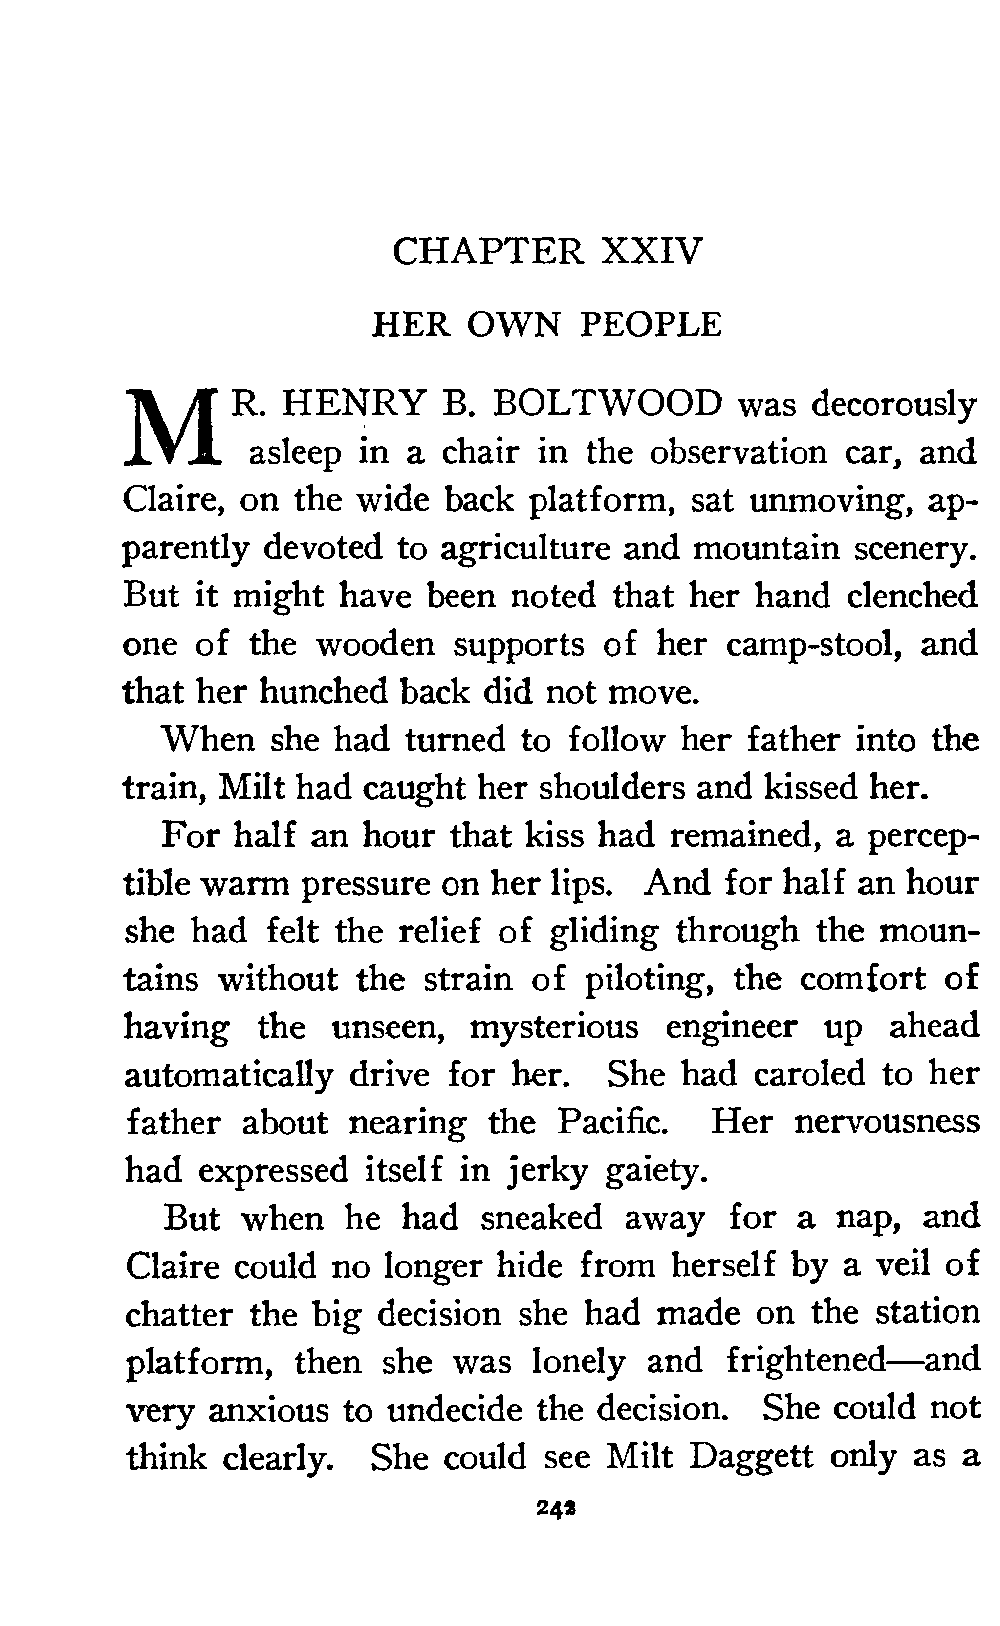 CHAPTER XXIV
HER OWN PEOPLE
MR. HENRY B. BOLTWOOD was decorously
asleep in a chair in the observation car, and
Claire, on the wide back platform, sat unmoving, ap-
parently devoted to agriculture and mountain scenery.
But it might have been noted that her hand clenched
one of the wooden supports of her camp-stool, and
that her hunched back did not move.
When she had turned to follow her father into the
train, Milt had caught her shoulders and kissed her.
For half an hour that kiss had remained, a percep-
tible warm pressure on her lips. And for half an hour
she had felt the relief of gliding through the moun-
tains without the strain of piloting, the comfort of
having the unseen, mysterious engineer up ahead
automatically drive for her. She had caroled to her
father about nearing the Pacific. Her nervousness
had expressed itself in jerky gaiety.
But when he had sneaked away for a nap, and
Claire could no longer hide from herself by a veil of
chatter the big decision she had made on the station
platform, then she was lonely and frightened—and
very anxious to undecide the decision. She could not
think clearly. She could see Milt Daggett only as a
242